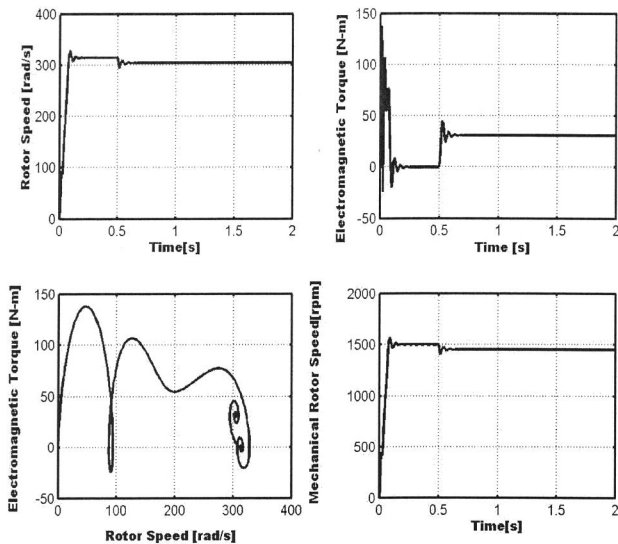 Rotor Speed [rad/s]
400
300
200
100
0
0 0.5 1 1.5 2
Time[s]
Electromagnetic Torque [N-m]
150
100
50
0
-50
0 0.5 1 1.5 2
Time [s]
Electromagnetic Torque [N-m]
150
100
50
0
-50
0 100 200 300 400
Rotor Speed [rad/s]
Mechanical Rotor Speed[rpm]
2000
1500
1000
500
0
0 0.5 1 1.5 2
Time[s]